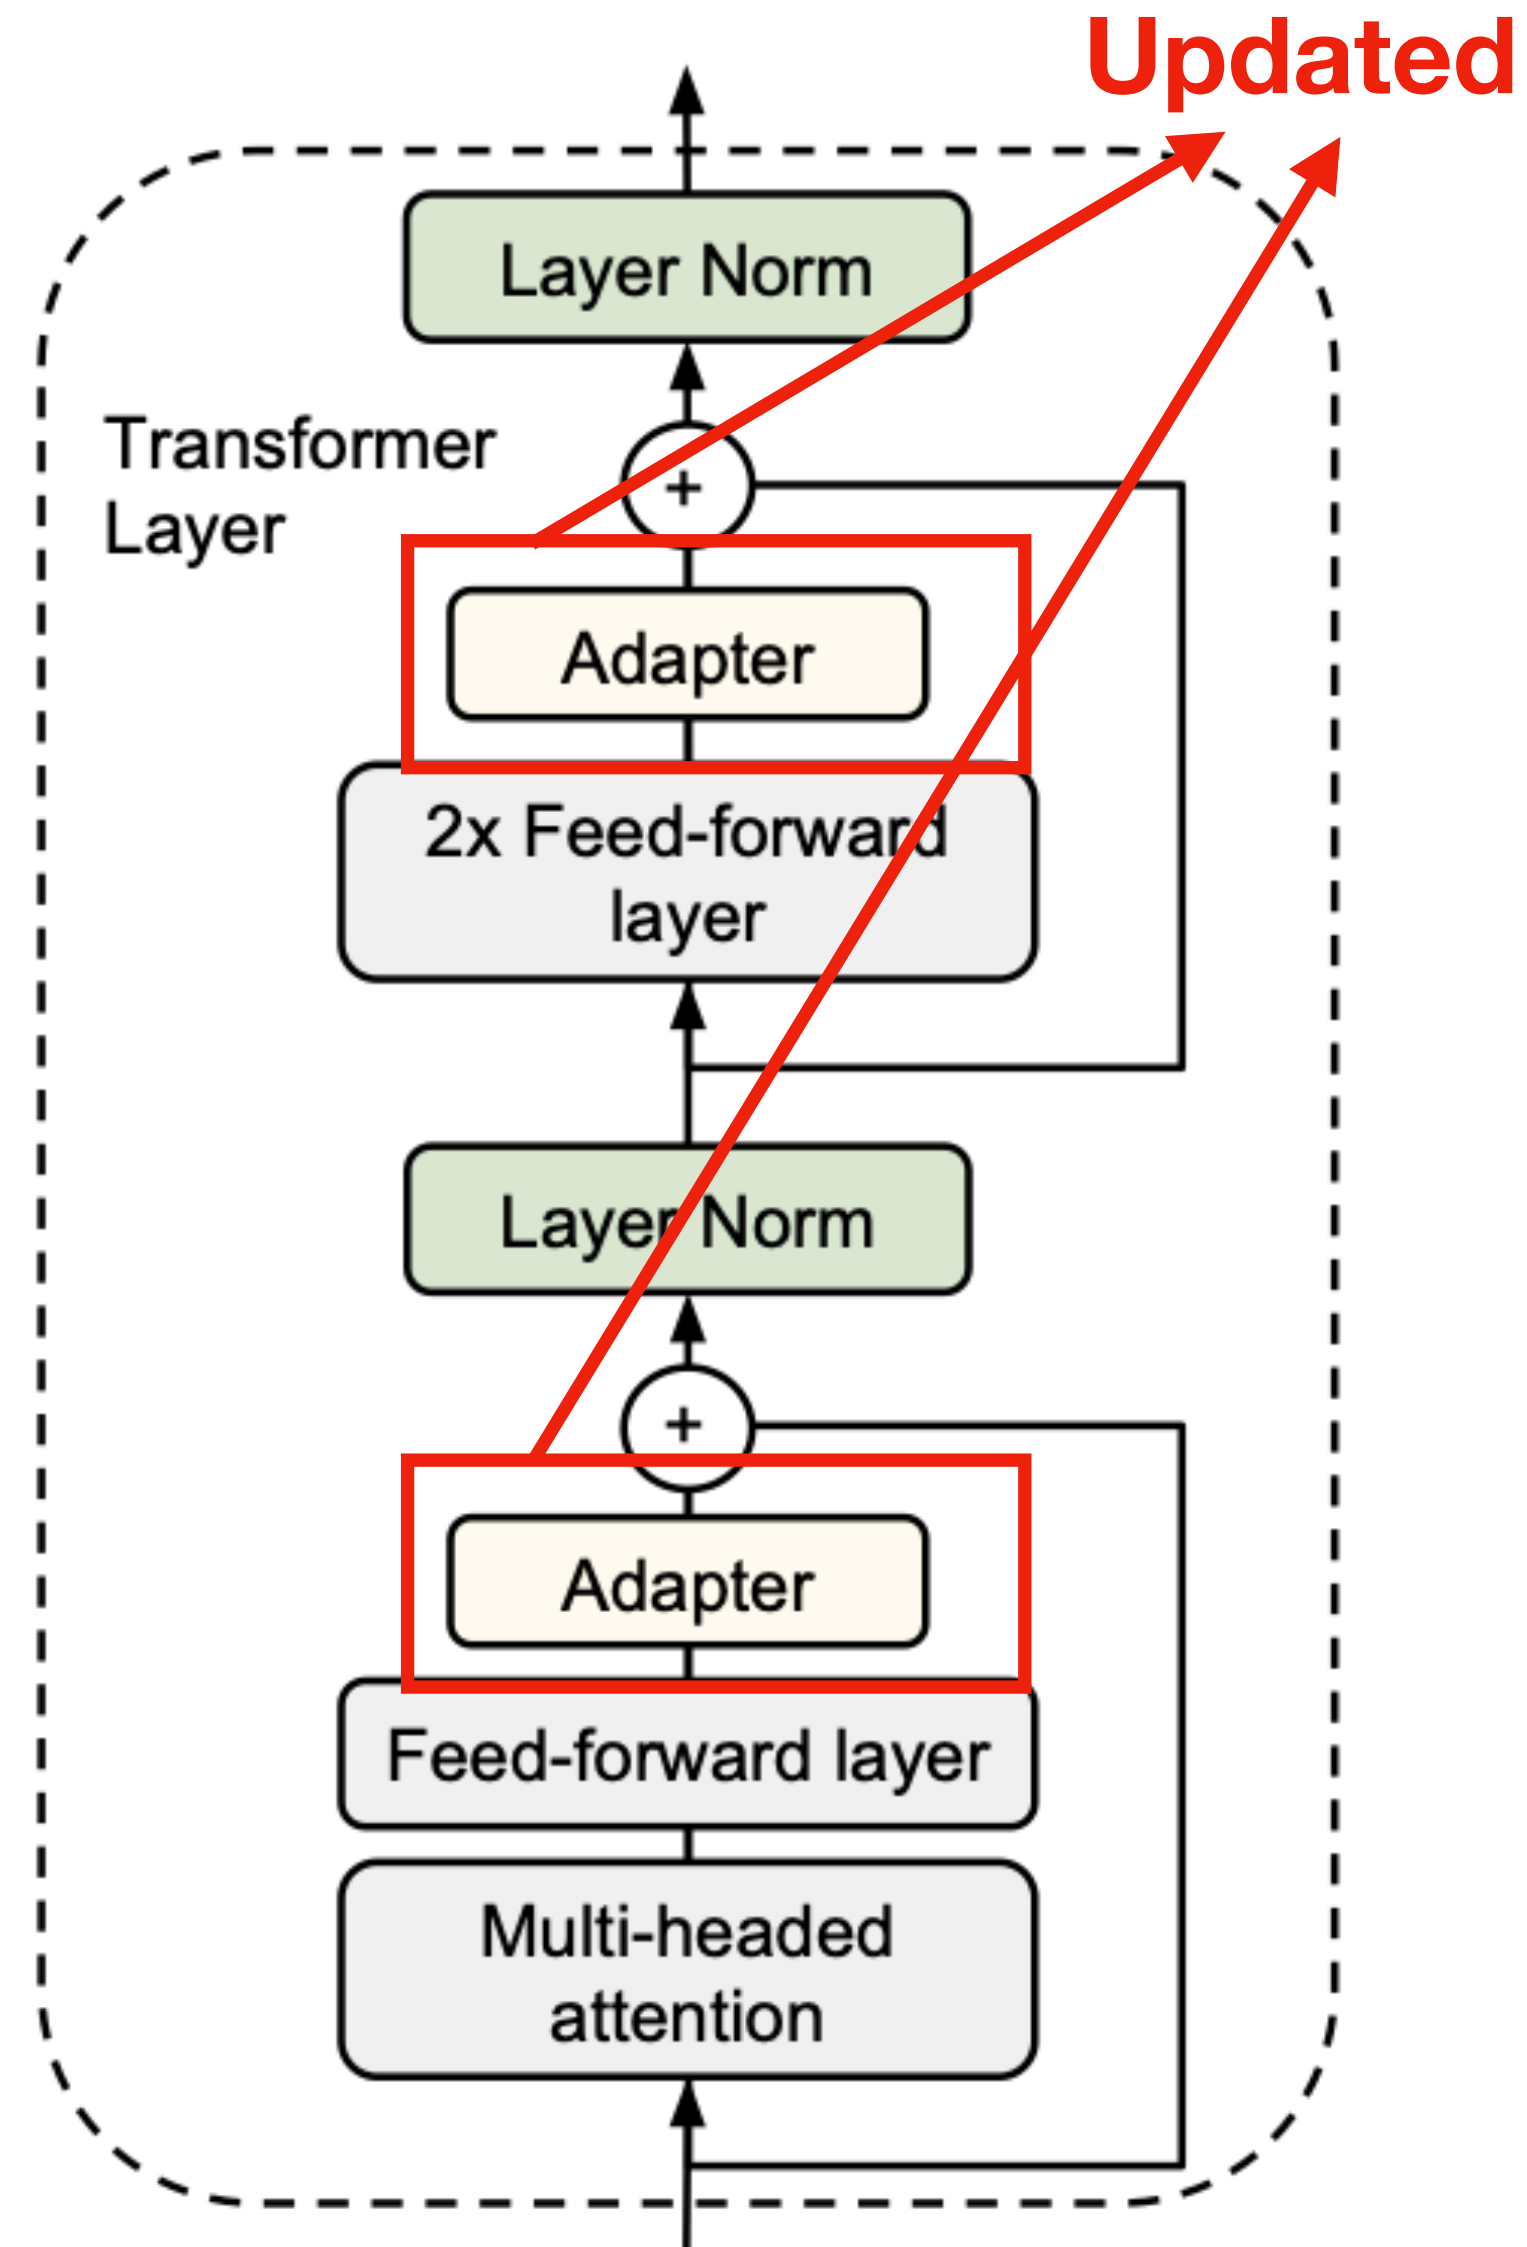 Updated
Layer Norm
Transformer
Layer
+
Adapter
2x Feed-forward
layer
Layer Norm
+
Adapter
Feed-forward layer
Multi-headed
attention